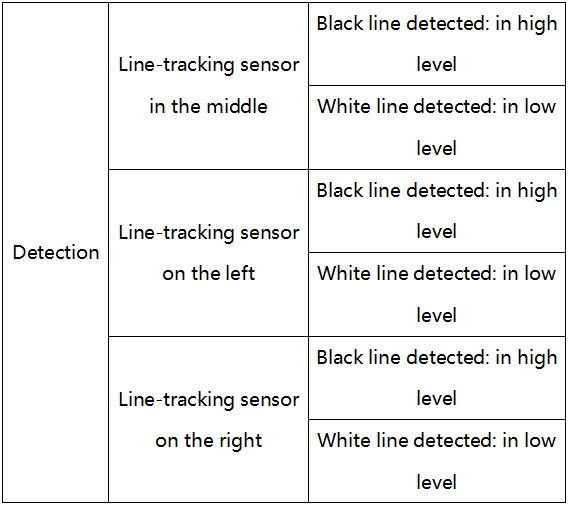 Detection
Line-tracking sensor
in the middle
Black line detected: in high
level
White line detected: in low
level
Line-tracking sensor
on the left
Black line detected: in high
level
White line detected: in low
level
Line-tracking sensor
on the right
Black line detected: in high
level
White line detected: in low
level